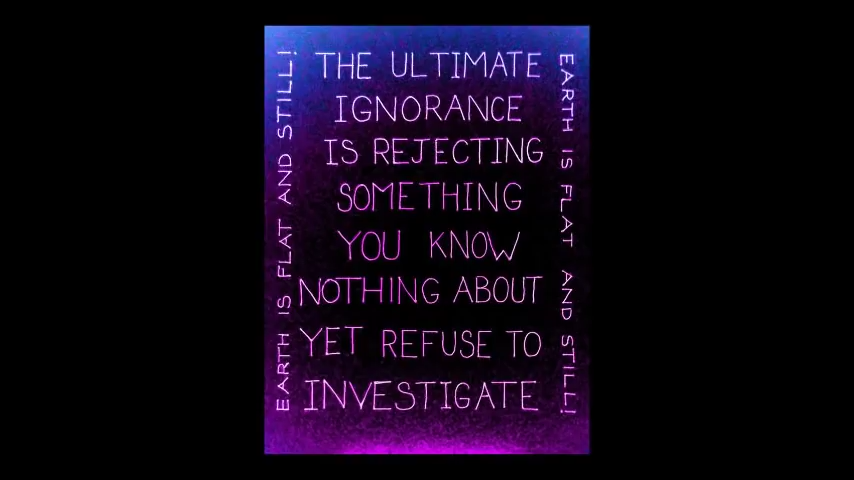 THE ULTIMATE
IGNORANCE
IS REJECTING
SOMETHING
YOU KNOW
NOTHING ABOUT
YET REFUSE TO
INVESTIGATE
EARTH IS FLAT AND STILL!
EARTH IS FLAT AND STILL!